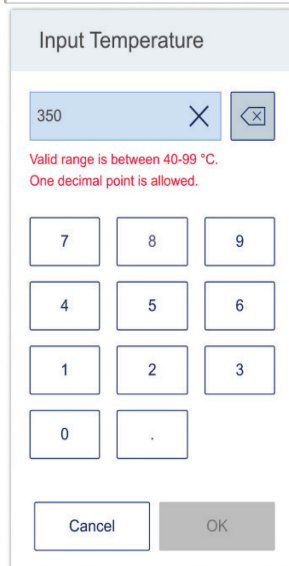 Input Temperature
350
Valid range is between 40-99 °C.
One decimal point is allowed.
7 8 9
4 5 6
1 2 3
0 .
Cancel OK